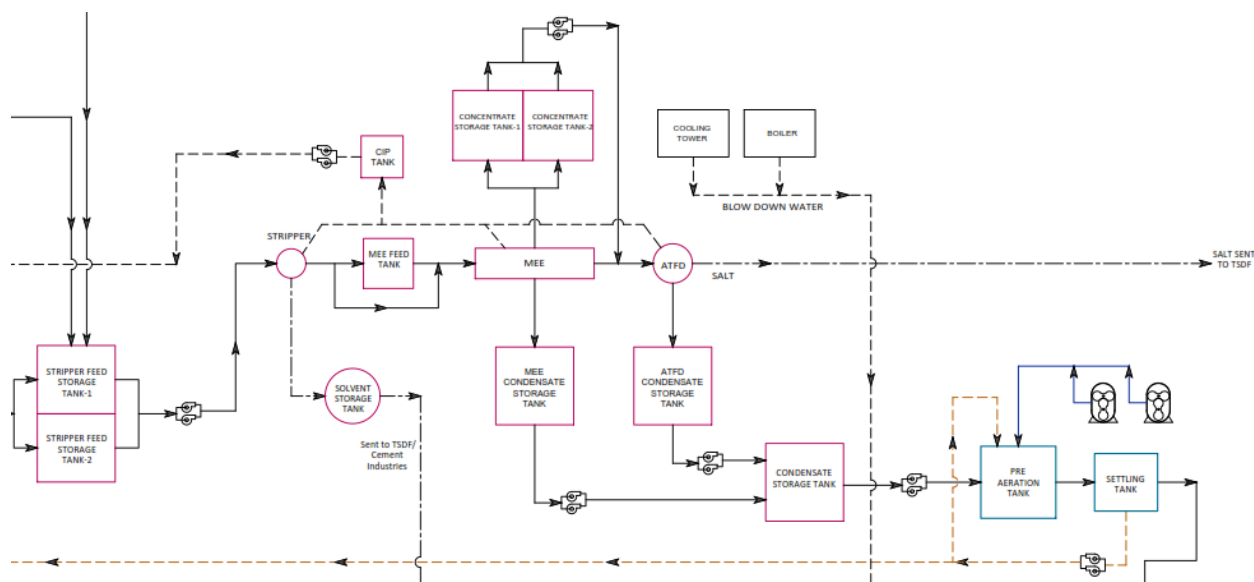 CONCENTRATE
STORAGE TANK-1
CONCENTRATE
STORAGE TANK-2
COOLING
TOWER
BOILER
CIP
TANK
BLOW DOWN WATER
STRIPPER
MEE FEED
TANK
MEE
ATFD
SALT
SALT SENT
TO TSDF
STRIPPER FEED
STORAGE
TANK-1
STRIPPER FEED
STORAGE
TANK-2
SOLVENT
STORAGE
TANK
MEE
CONDENSATE
STORAGE
TANK
ATFD
CONDENSATE
STORAGE
TANK
Sent to TSDF/
Cement
Industries
CONDENSATE
STORAGE TANK
PRE
AERATION
TANK
SETTLING
TANK